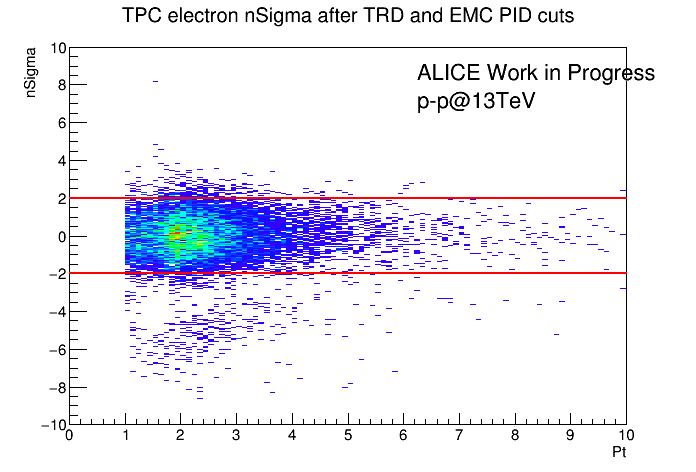 TPC electron nSigma after TRD and EMC PID cuts
nSigma
ALICE Work in Progress
p-p@13TeV
10
8
6
4
2
0
−2
−4
−6
−8
−10
0 1 2 3 4 5 6 7 8 9 10
Pt